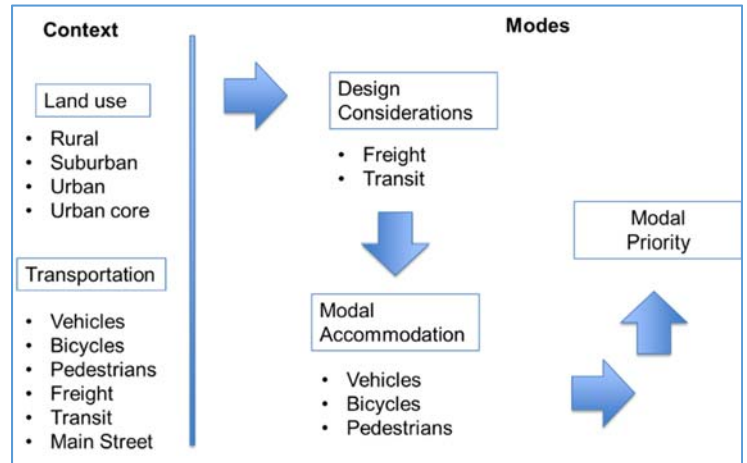 Context
Modes
Land use
• Rural
• Suburban
• Urban
• Urban core
Transportation
• Vehicles
• Bicycles
• Pedestrians
• Freight
• Transit
• Main Street
Design
Considerations
• Freight
• Transit
Modal
Accommodation
• Vehicles
• Bicycles
• Pedestrians
Modal
Priority